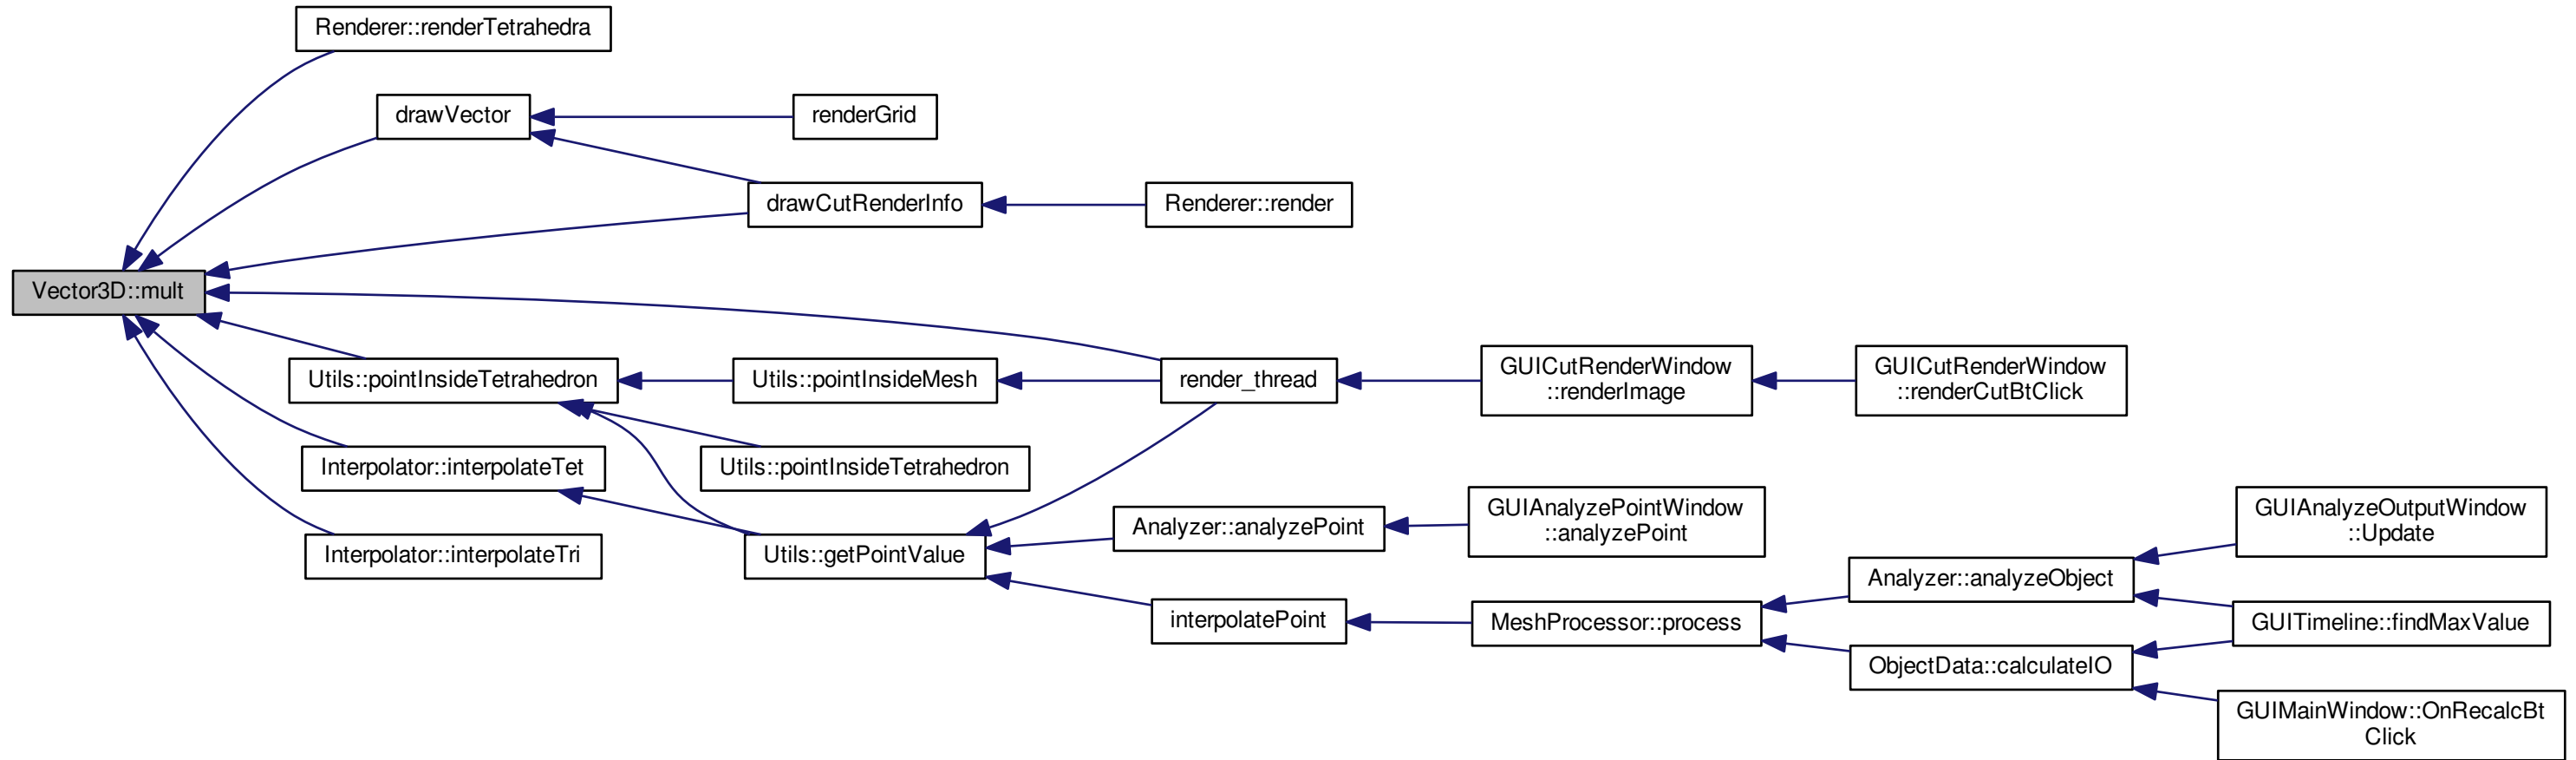 Renderer::renderTetrahedra
drawVector
renderGrid
drawCutRenderInfo
Renderer::render
Vector3D::mult
Utils::pointInsideTetrahedron
Utils::pointInsideMesh
render_thread
GUICutRenderWindow
::renderImage
GUICutRenderWindow
::renderCutBtClick
Interpolator::interpolateTet
Utils::pointInsideTetrahedron
Interpolator::interpolateTri
Utils::getPointValue
Analyzer::analyzePoint
GUIAnalyzePointWindow
::analyzePoint
interpolatePoint
MeshProcessor::process
Analyzer::analyzeObject
GUIAnalyzeOutputWindow
::Update
GUITimeline::findMaxValue
ObjectData::calculateIO
GUIMainWindow::OnRecalcBt
Click